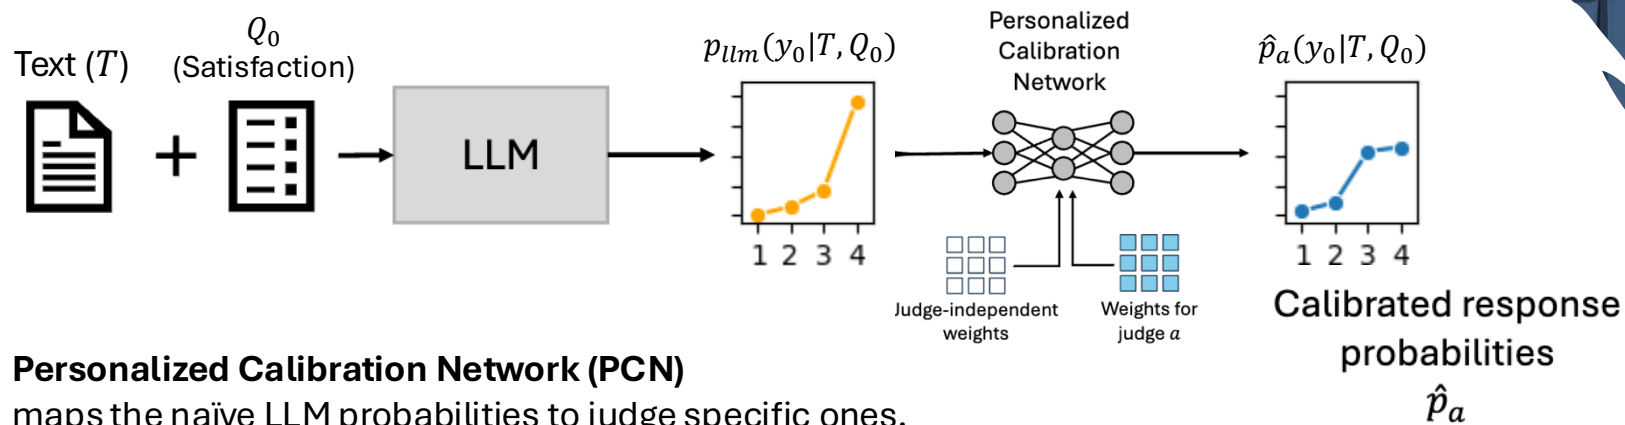 Text (T)
Q₀
(Satisfaction)
LLM
p_llm(y₀|T, Q₀)
1 2 3 4
Personalized
Calibration
Network
Judge-independent
weights
Weights for
judge a
p̂ₐ(y₀|T, Q₀)
1 2 3 4
Calibrated response
probabilities
p̂ₐ
Personalized Calibration Network (PCN)
maps the naïve LLM probabilities to judge specific ones.